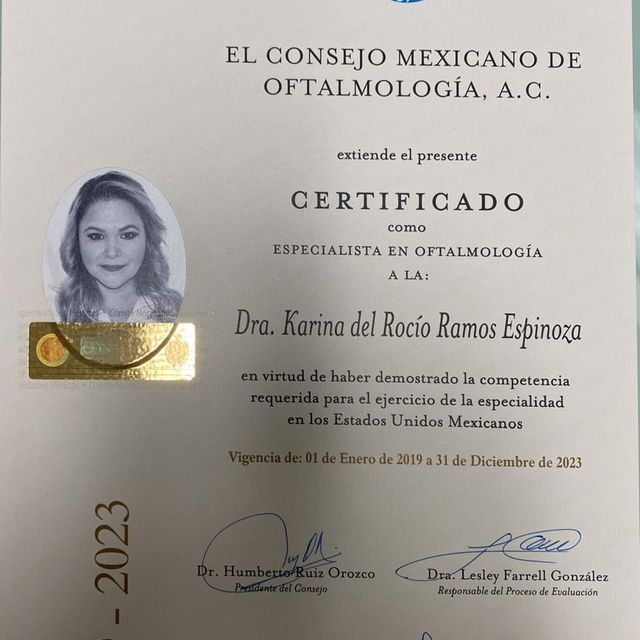 EL CONSEJO MEXICANO DE
OFTALMOLOGÍA, A.C.
extiende el presente
CERTIFICADO
como
ESPECIALISTA EN OFTALMOLOGÍA
A LA:
Dra. Karina del Rocío Ramos Espinoza
en virtud de haber demostrado la competencia
requerida para el ejercicio de la especialidad
en los Estados Unidos Mexicanos
Vigencia de: 01 de Enero de 2019 a 31 de Diciembre de 2023
Dr. Humberto Ruiz Orozco
Presidente del Consejo
Dra. Lesley Farrell González
Responsable del Proceso de Evaluación
- 2023